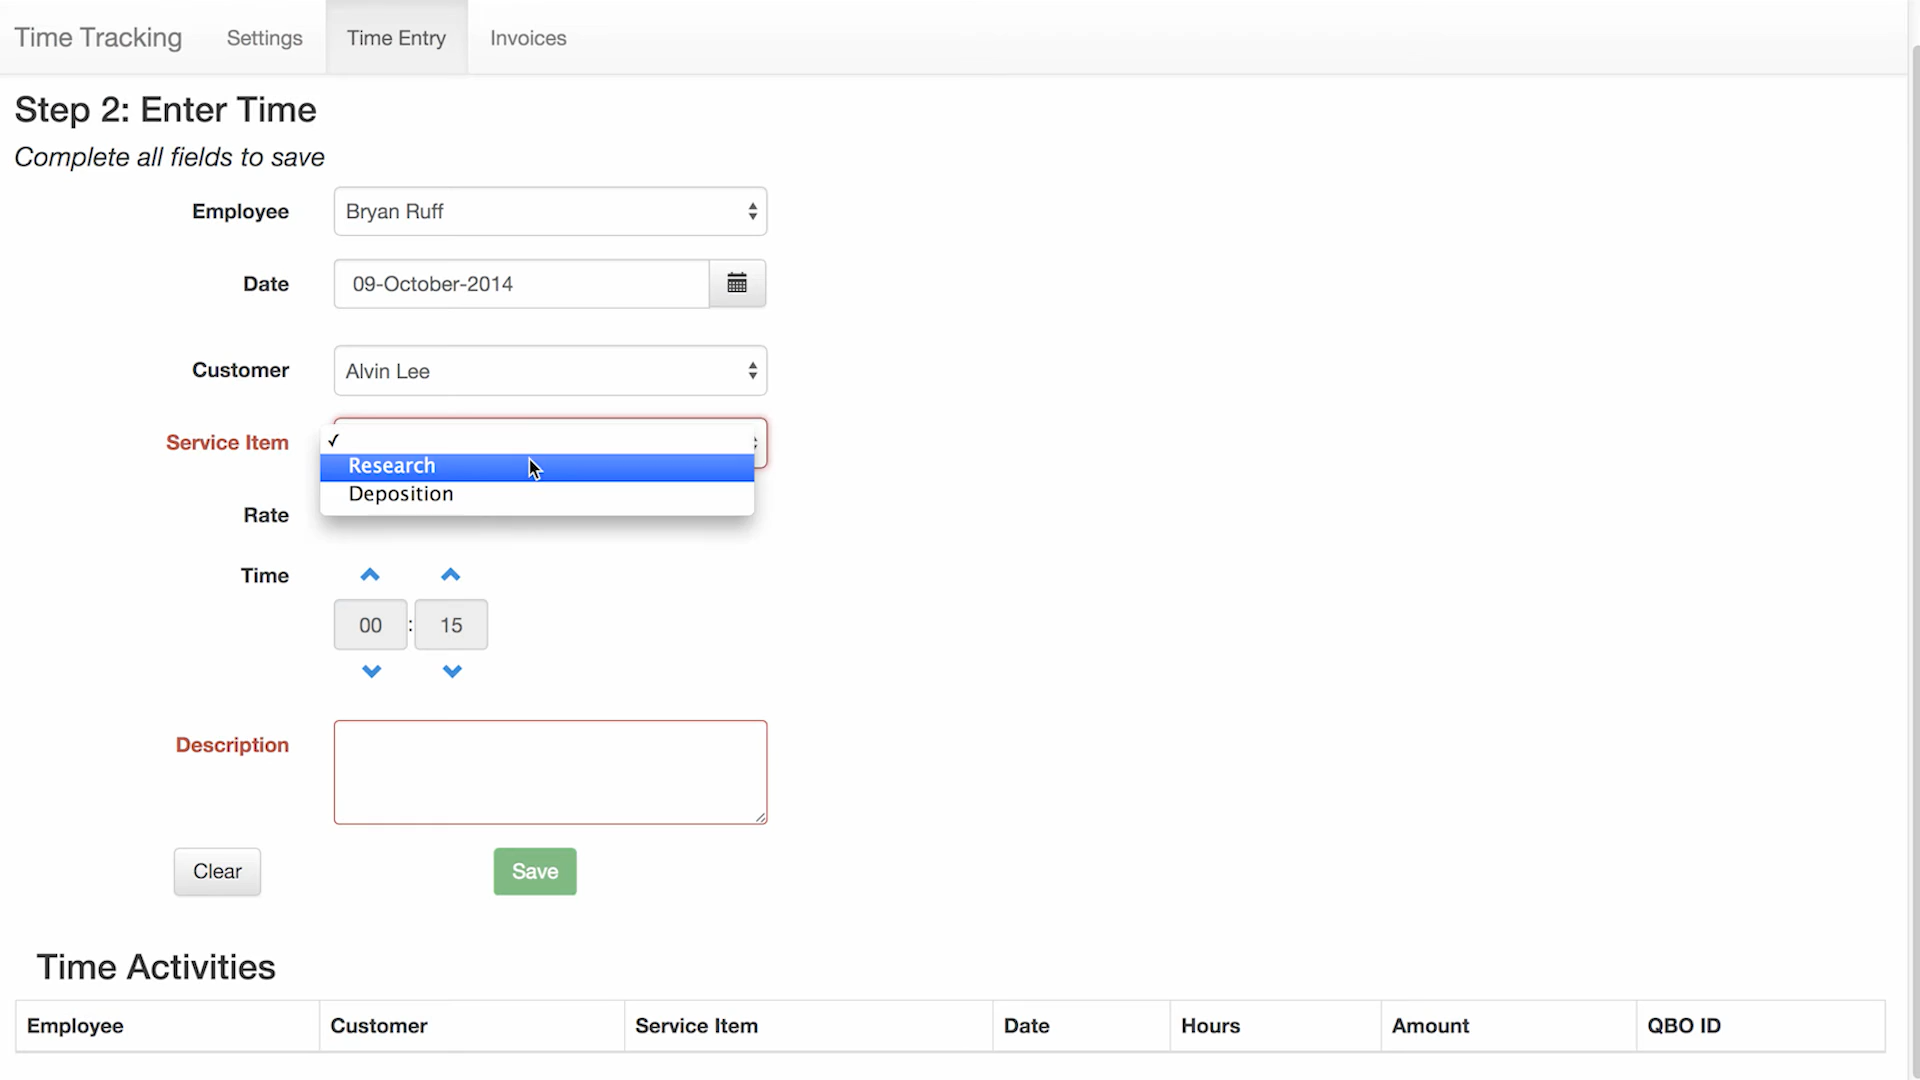 Time Tracking Settings Time Entry Invoices
Step 2: Enter Time
Complete all fields to save
Employee Bryan Ruff
Date 09-October-2014
Customer Alvin Lee
Service Item ✓
Research
Deposition
Rate
Time
00 : 15
Description
Clear Save
Time Activities
Employee Customer Service Item Date Hours Amount QBO ID